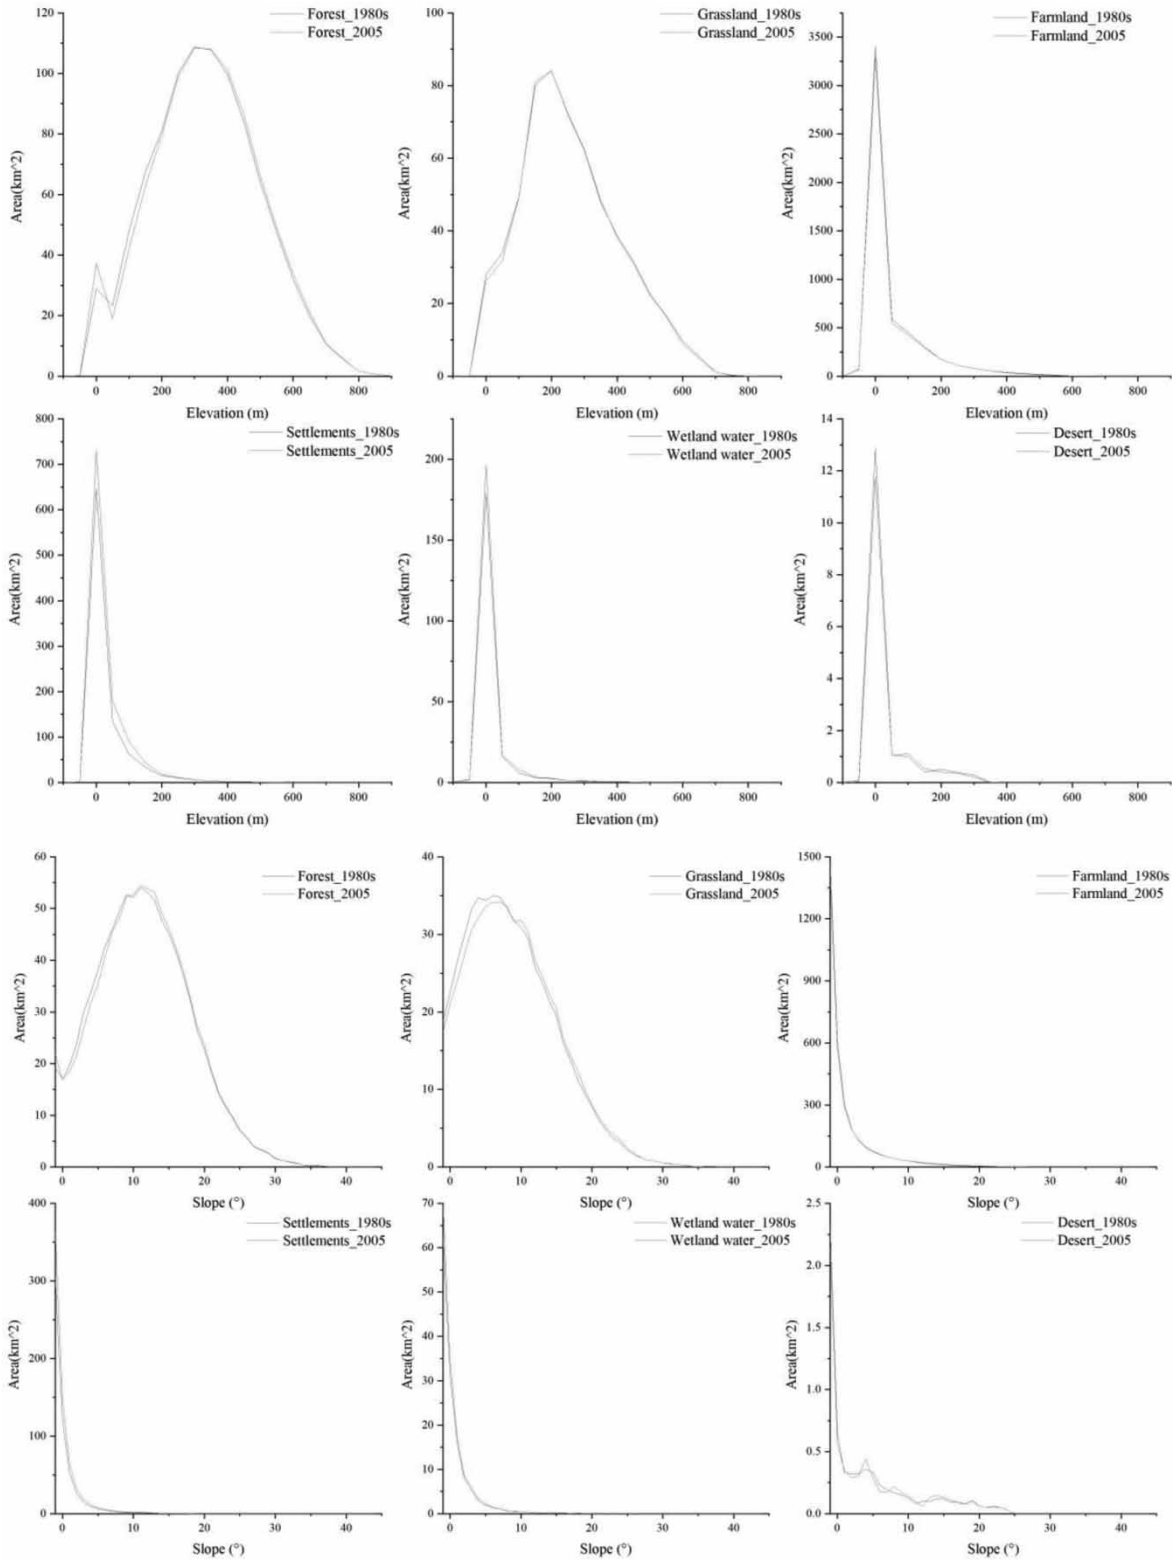 Forest_1980s
Forest_2005
120
100
80
60
40
20
0
Area(km^2)
0 200 400 600 800
Elevation (m)
Grassland_1980s
Grassland_2005
100
80
60
40
20
0
Area(km^2)
0 200 400 600 800
Elevation (m)
Farmland_1980s
Farmland_2005
3500
3000
2500
2000
1500
1000
500
0
Area(km^2)
0 200 400 600 800
Elevation (m)
Settlements_1980s
Settlements_2005
800
700
600
500
400
300
200
100
0
Area(km^2)
0 200 400 600 800
Elevation (m)
Wetland water_1980s
Wetland water_2005
200
150
100
50
0
Area(km^2)
0 200 400 600 800
Elevation (m)
Desert_1980s
Desert_2005
14
12
10
8
6
4
2
0
Area(km^2)
0 200 400 600 800
Elevation (m)
Forest_1980s
Forest_2005
60
50
40
30
20
10
0
Area(km^2)
0 10 20 30 40
Slope (°)
Grassland_1980s
Grassland_2005
40
30
20
10
0
Area(km^2)
0 10 20 30 40
Slope (°)
Farmland_1980s
Farmland_2005
1500
1200
900
600
300
0
Area(km^2)
0 10 20 30 40
Slope (°)
Settlements_1980s
Settlements_2005
400
300
200
100
0
Area(km^2)
0 10 20 30 40
Slope (°)
Wetland water_1980s
Wetland water_2005
70
60
50
40
30
20
10
0
Area(km^2)
0 10 20 30 40
Slope (°)
Desert_1980s
Desert_2005
2.5
2.0
1.5
1.0
0.5
0.0
Area(km^2)
0 10 20 30 40
Slope (°)